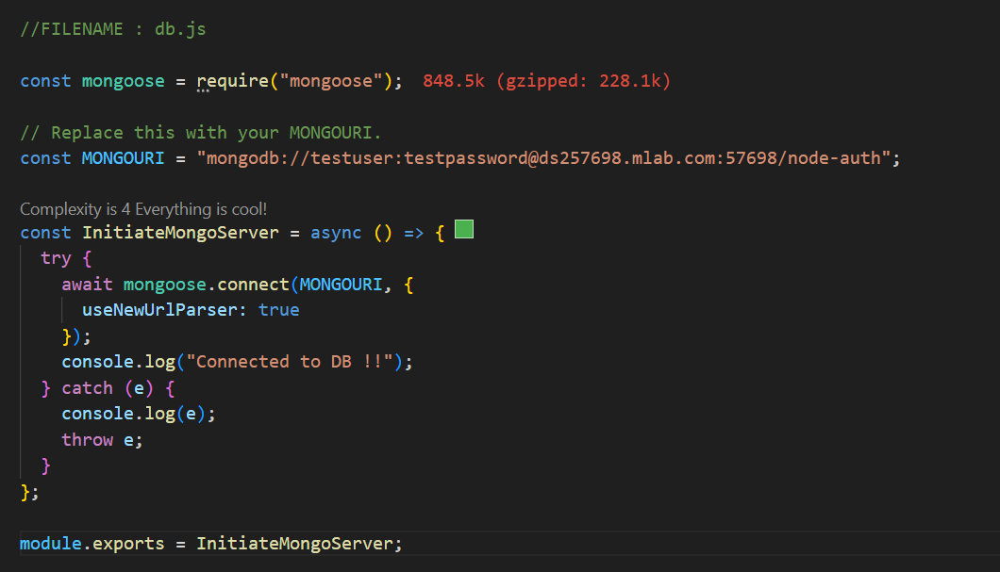 //FILENAME : db.js
const mongoose = require("mongoose"); 848.5k (gzipped: 228.1k)
// Replace this with your MONGOURI.
const MONGOURI = "mongodb://testuser:testpassword@ds257698.mlab.com:57698/node-auth";
Complexity is 4 Everything is cool!
const InitiateMongoServer = async () => {
try {
await mongoose.connect(MONGOURI, {
useNewUrlParser: true
});
console.log("Connected to DB !!");
} catch (e) {
console.log(e);
throw e;
}
};
module.exports = InitiateMongoServer;